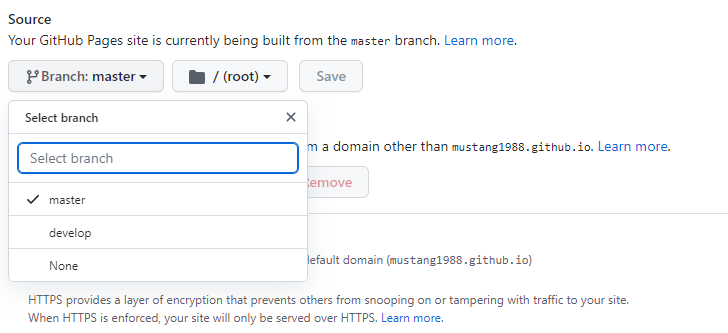 Source
Your GitHub Pages site is currently being built from the master branch. Learn more.
Branch: master / (root) Save
Select branch
Select branch
m a domain other than mustang1988.github.io. Learn more.
master
Remove
develop
None
efault domain (mustang1988.github.io)
HTTPS provides a layer of encryption that prevents others from snooping on or tampering with traffic to your site.
When HTTPS is enforced, your site will only be served over HTTPS. Learn more.